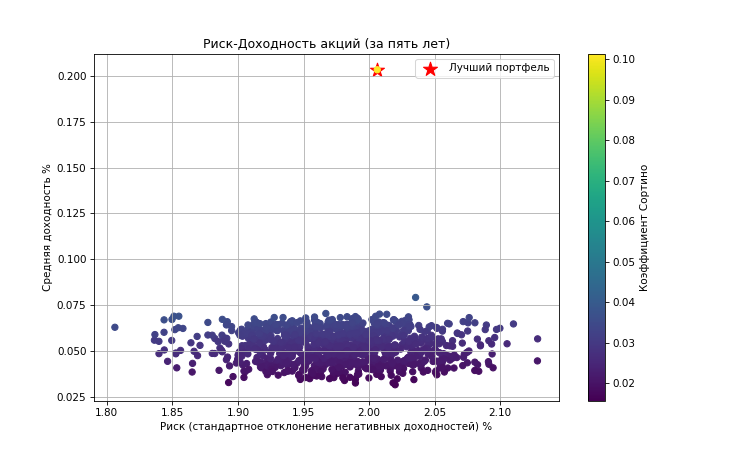 Риск-Доходность акций (за пять лет)
Лучший портфель
0.200
0.175
0.150
0.125
0.100
0.075
0.050
0.025
Средняя доходность %
1.80 1.85 1.90 1.95 2.00 2.05 2.10
Риск (стандартное отклонение негативных доходностей) %
0.10
0.09
0.08
0.07
0.06
0.05
0.04
0.03
0.02
Коэффициент Сортино